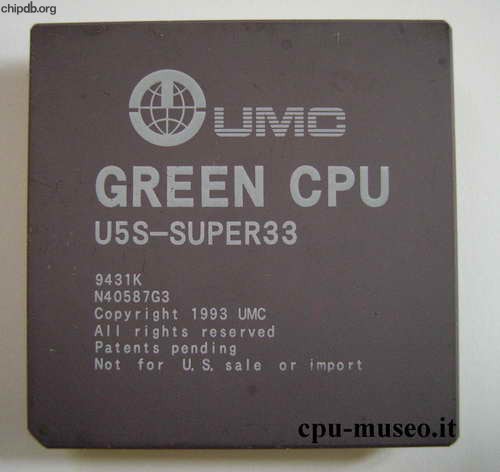 chipdb.org
UMC
GREEN CPU
U5S-SUPER33
9431K
N40587G3
Copyright 1993 UMC
All rights reserved
Patents pending
Not for U.S. sale or import
cpu-museo.it